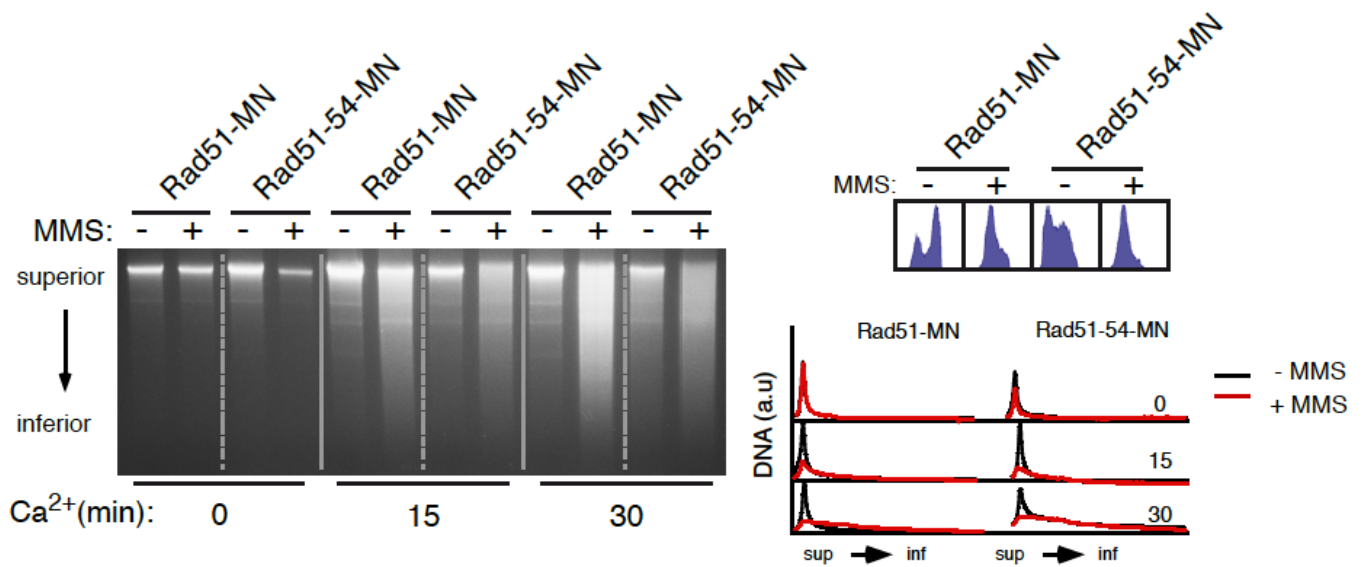 Rad51-MN Rad51-54-MN Rad51-MN Rad51-54-MN Rad51-MN Rad51-54-MN
MMS: - + - + - + - + - + - +
superior
inferior
Ca2+(min): 0 15 30
Rad51-MN Rad51-54-MN
MMS: - + - +
Rad51-MN Rad51-54-MN
DNA (a.u)
0
15
30
- MMS
+ MMS
sup inf sup inf